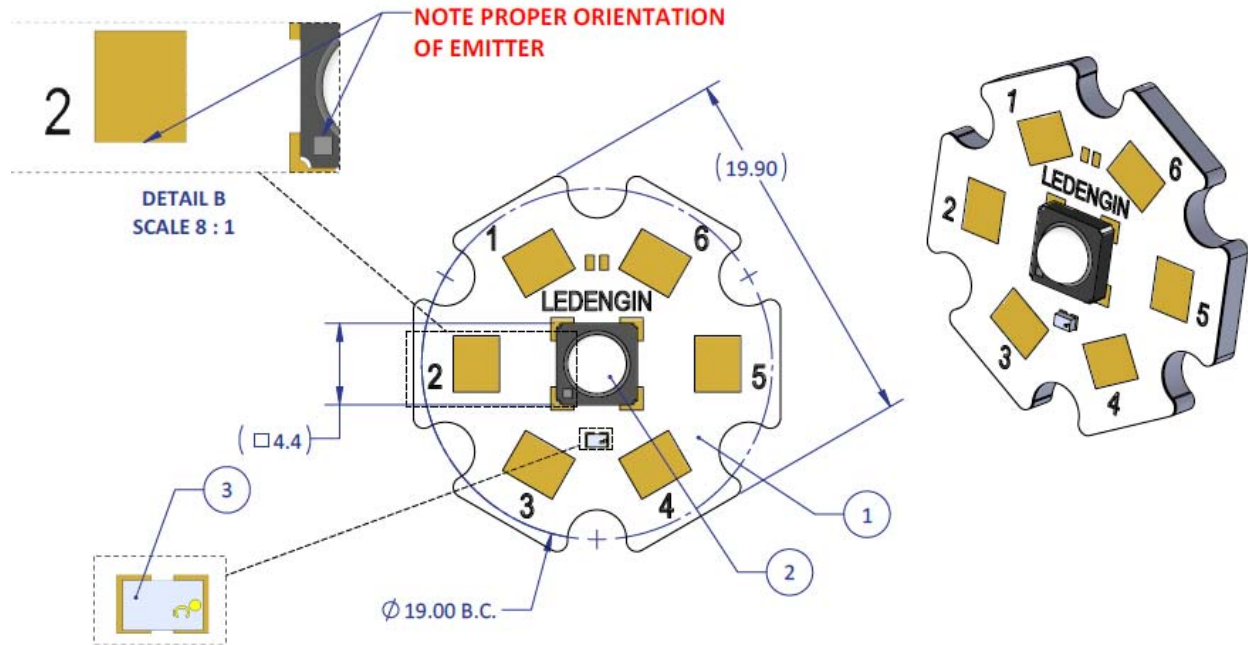 NOTE PROPER ORIENTATION
OF EMITTER
2
DETAIL B
SCALE 8 : 1
(19.90)
1
6
LEDENGIN
2
5
3
4
(□4.4)
3
1
2
Ø 19.00 B.C.
1
6
LEDENGIN
2
5
3
4